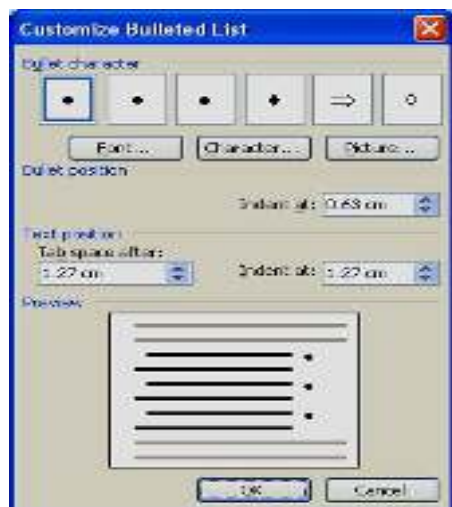 Customize Bulleted List
Bullet character
Font... Character... Picture...
Bullet position
Indent at: 0.63 cm
Text position
Tab space after:
1.27 cm Indent at: 1.27 cm
Preview
OK Cancel